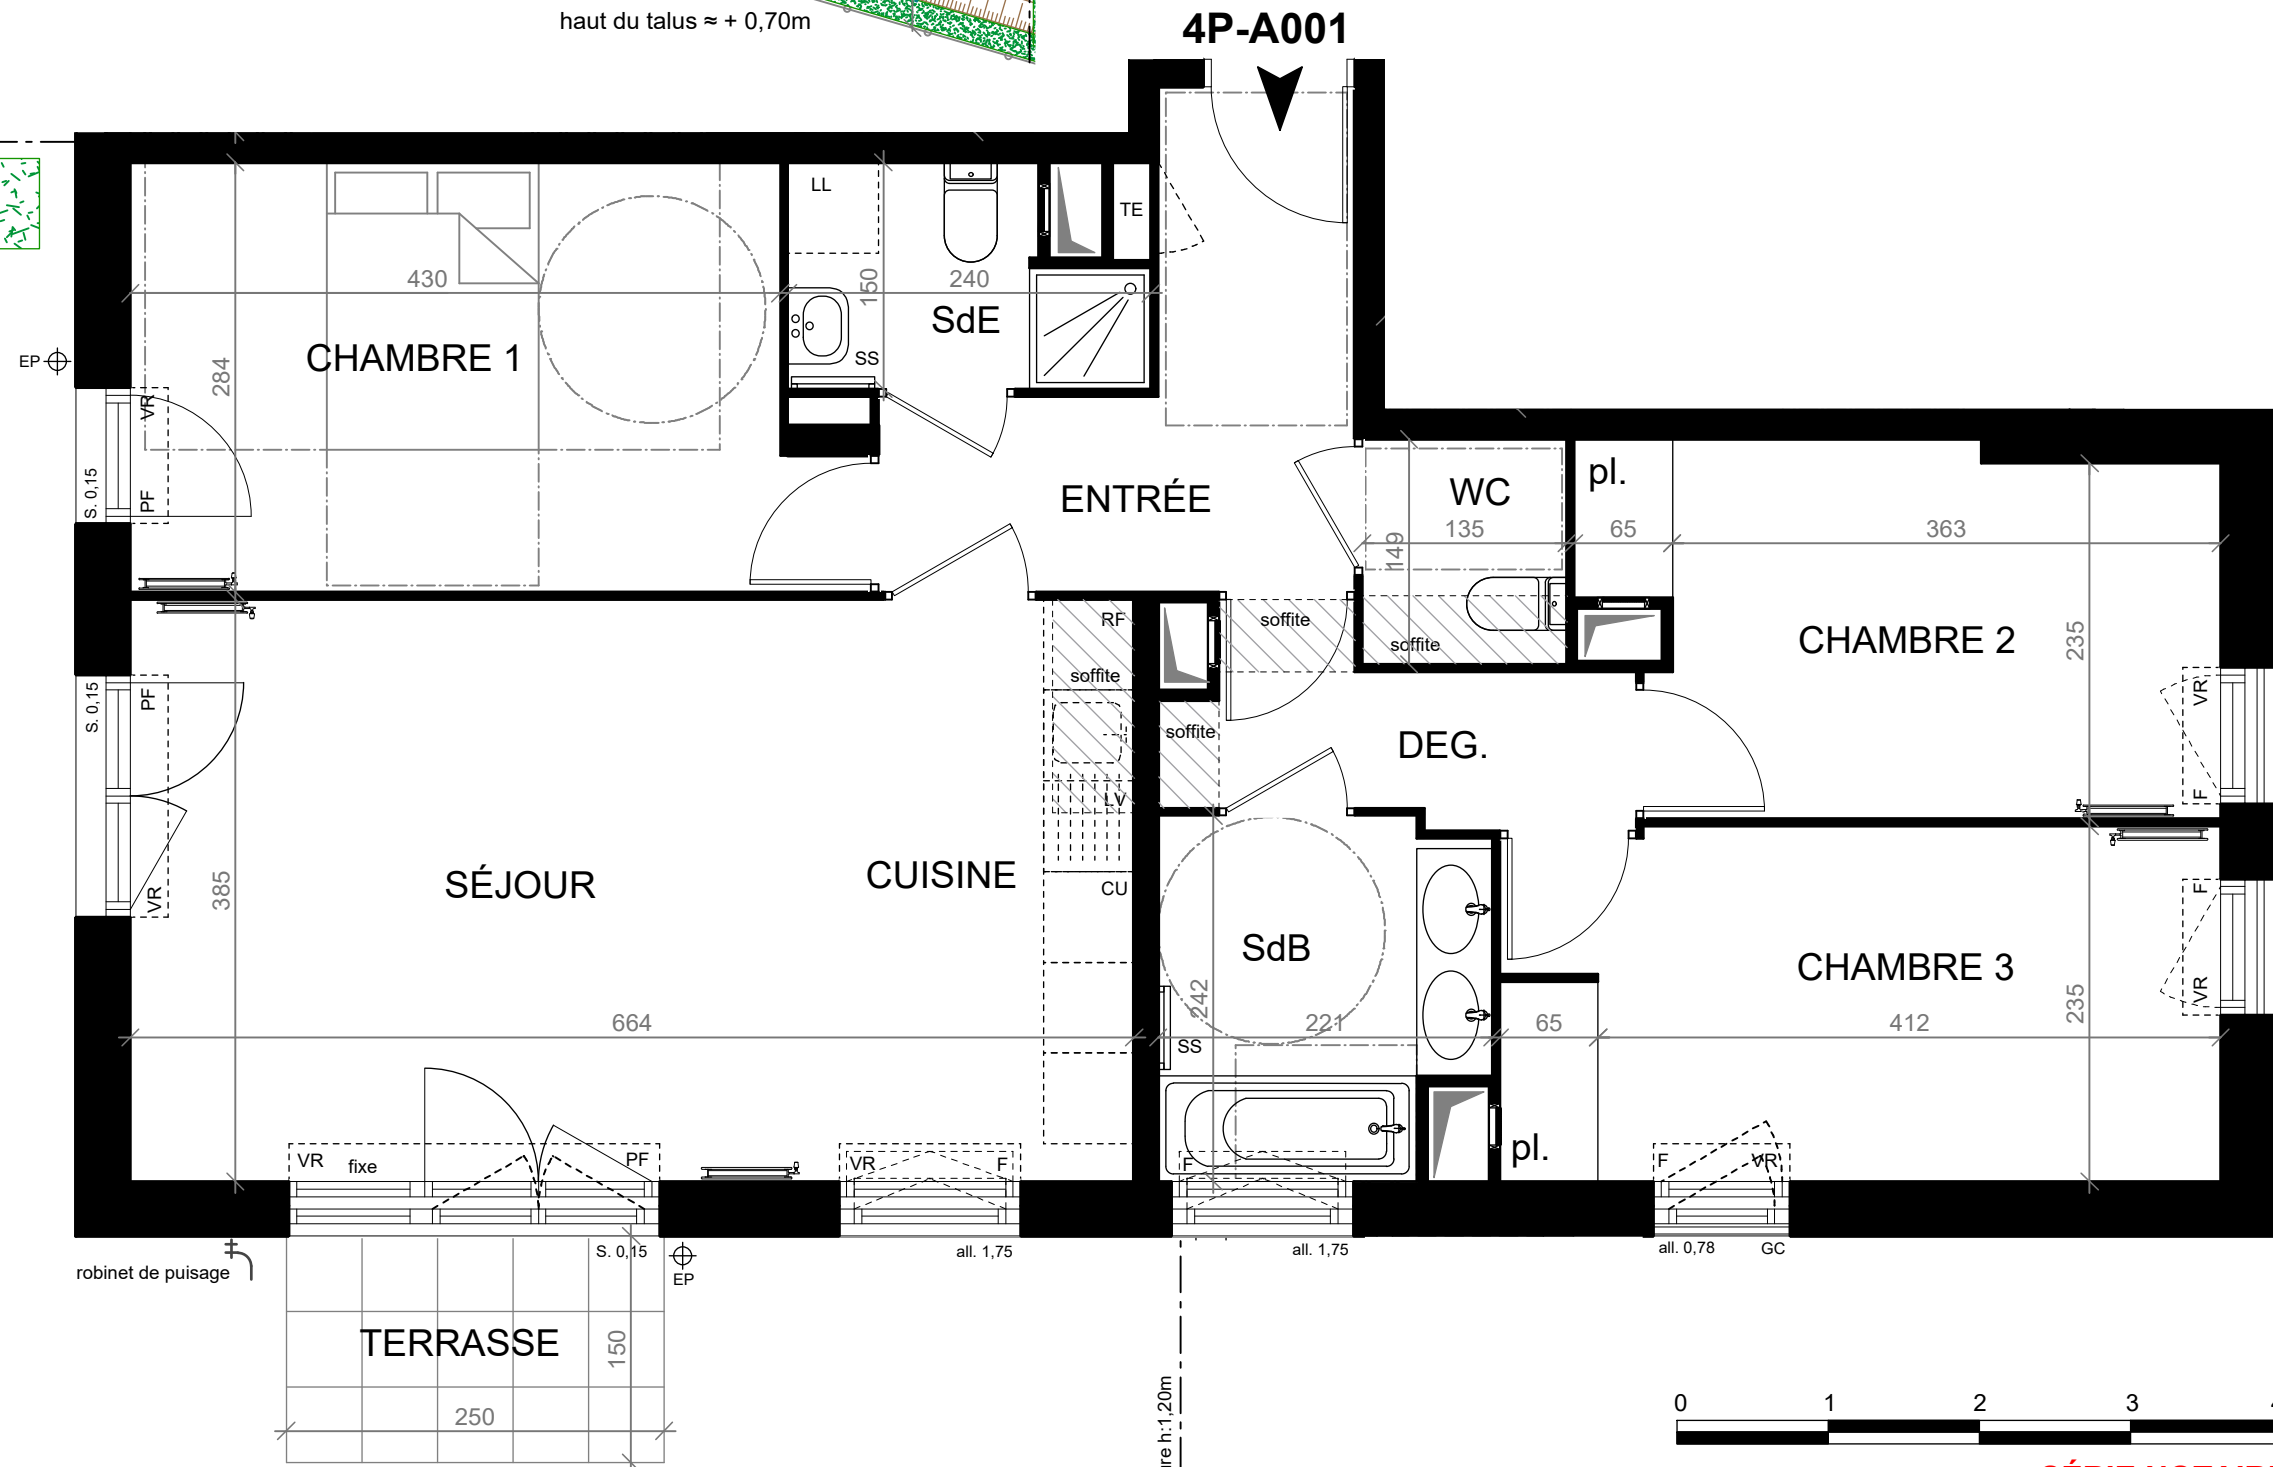 haut du talus ≈ + 0,70m
4P-A001
LL
TE
430
150
240
SdE
EP
CHAMBRE 1
284
SS
VR
PF
S. 0,15
ENTRÉE
WC
pl.
135
65
363
149
RF
soffite
soffite
soffite
soffite
CHAMBRE 2
235
S. 0,15
PF
VR
F
DEG.
LV
CU
SÉJOUR
CUISINE
385
VR
SdB
CHAMBRE 3
F
VR
235
242
664
221
65
412
SS
VR
fixe
PF
VR
F
F
pl.
F
VR
S. 0,15
EP
all. 1,75
all. 1,75
all. 0,78
GC
robinet de puisage
TERRASSE
150
250
h:1,20m
0 1 2 3